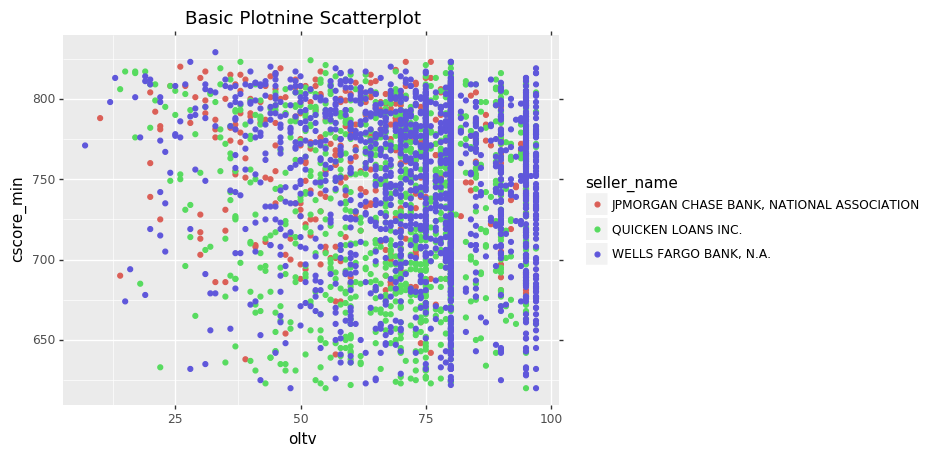 Basic Plotnine Scatterplot
cscore_min
800
750
700
650
25
50
75
100
oltv
seller_name
JPMORGAN CHASE BANK, NATIONAL ASSOCIATION
QUICKEN LOANS INC.
WELLS FARGO BANK, N.A.